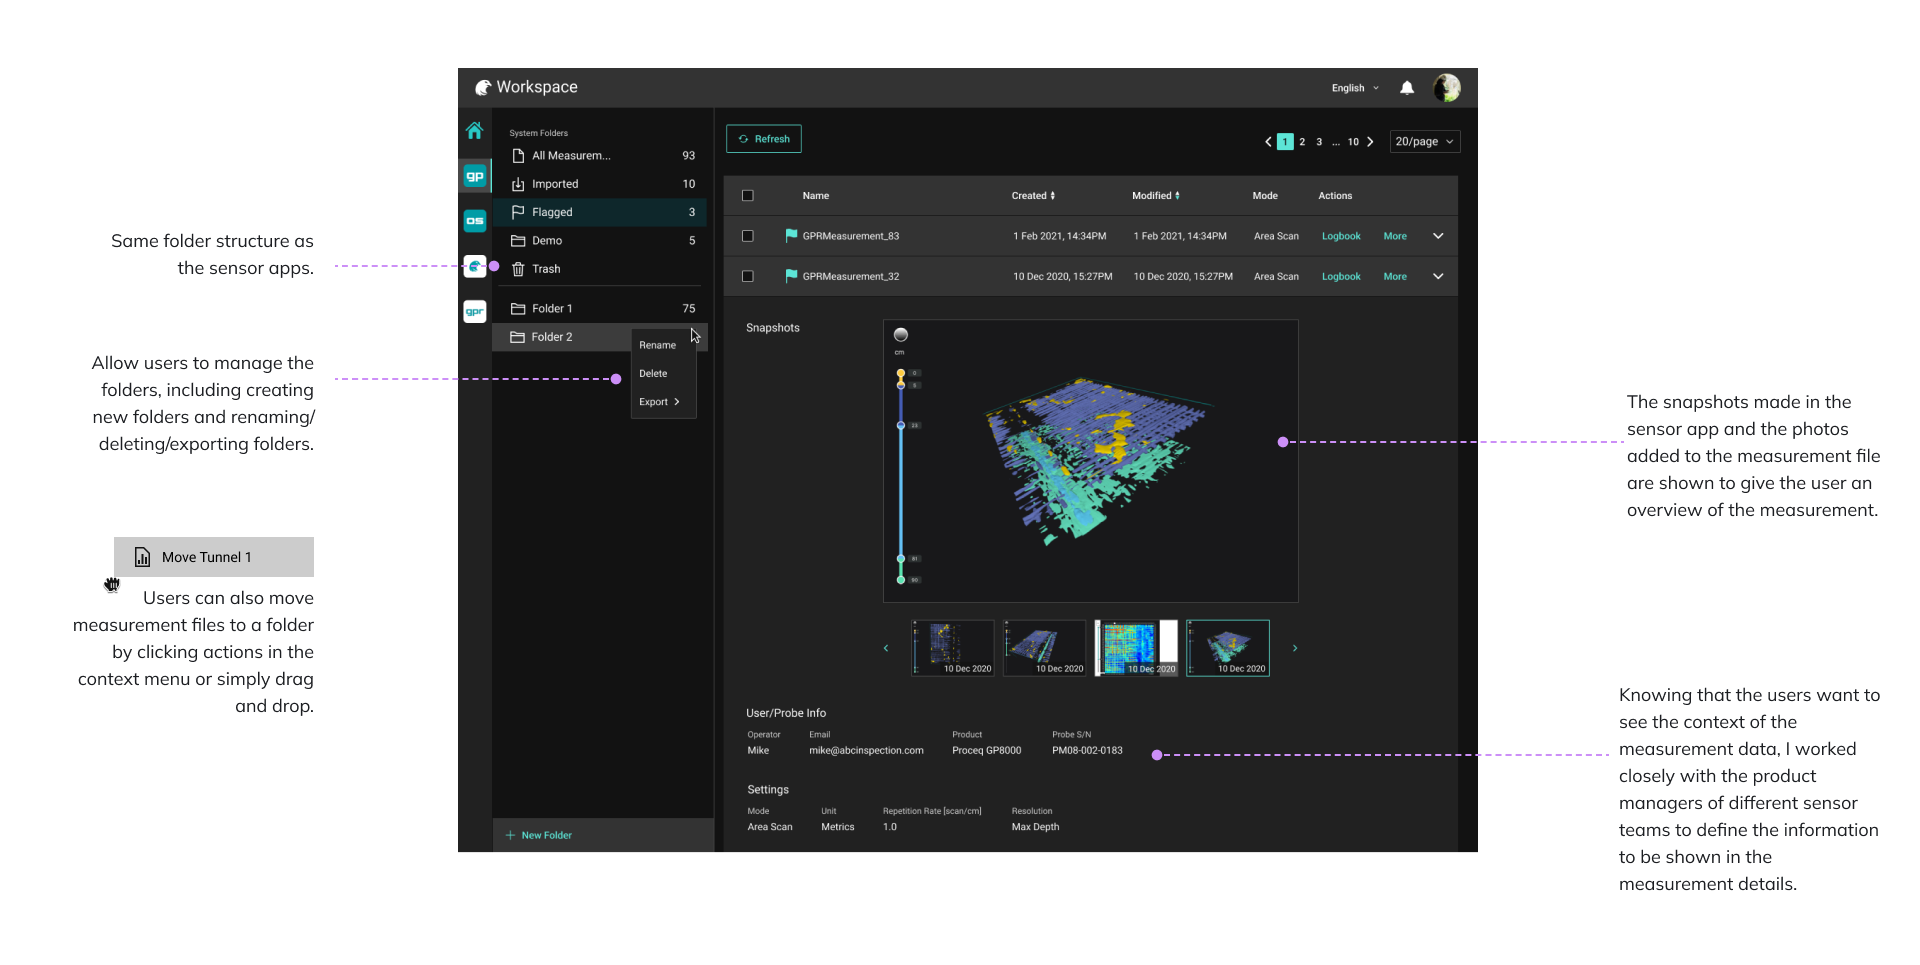 Workspace
English
gp
os
gpr
System Folders
All Measurem... 93
Imported 10
Flagged 3
Demo 5
Trash
Folder 1 75
Folder 2
Rename
Delete
Export
New Folder
Refresh
1 2 3 ... 10 20/page
Name Created Modified Mode Actions
GPRMeasurement_83 1 Feb 2021, 14:34PM 1 Feb 2021, 14:34PM Area Scan Logbook More
GPRMeasurement_32 10 Dec 2020, 15:27PM 10 Dec 2020, 15:27PM Area Scan Logbook More
Snapshots
cm
10 Dec 2020 10 Dec 2020 10 Dec 2020 10 Dec 2020
User/Probe Info
Operator Email Product Probe S/N
Mike mike@abcinspection.com Proceq GP8000 PM08-002-0183
Settings
Mode Unit Repetition Rate [scan/cm] Resolution
Area Scan Metrics 1.0 Max Depth
Same folder structure as
the sensor apps.
Allow users to manage the
folders, including creating
new folders and renaming/
deleting/exporting folders.
Move Tunnel 1
Users can also move
measurement files to a folder
by clicking actions in the
context menu or simply drag
and drop.
The snapshots made in the
sensor app and the photos
added to the measurement file
are shown to give the user an
overview of the measurement.
Knowing that the users want to
see the context of the
measurement data, I worked
closely with the product
managers of different sensor
teams to define the information
to be shown in the
measurement details.